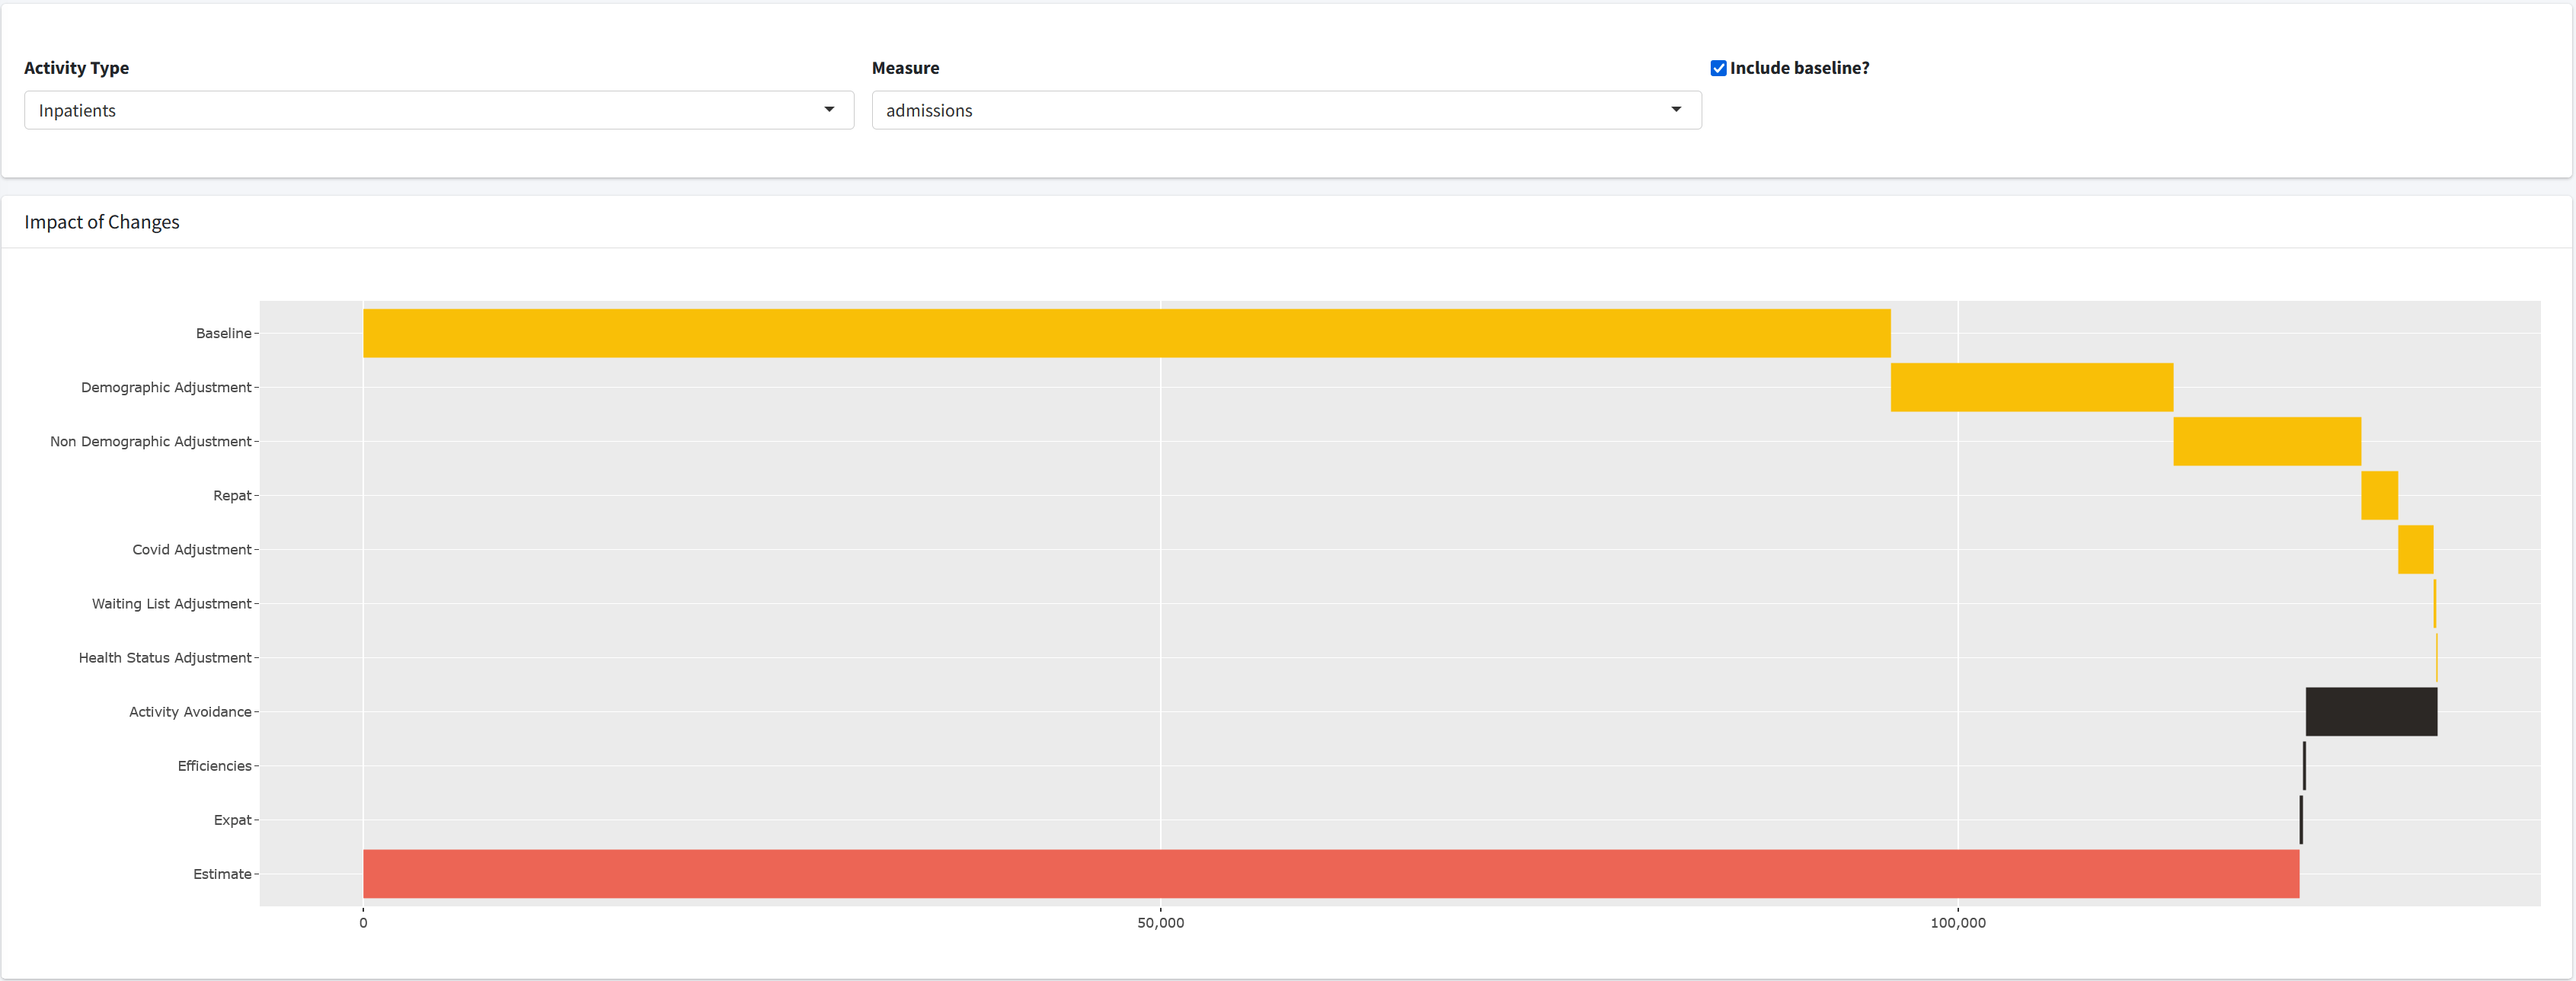 Activity Type
Measure
Include baseline?
Inpatients
admissions
Impact of Changes
Baseline
Demographic Adjustment
Non Demographic Adjustment
Repat
Covid Adjustment
Waiting List Adjustment
Health Status Adjustment
Activity Avoidance
Efficiencies
Expat
Estimate
0
50,000
100,000